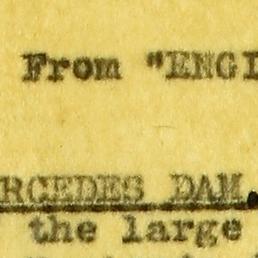 From "ENGI
RCEDES DAM.
the large